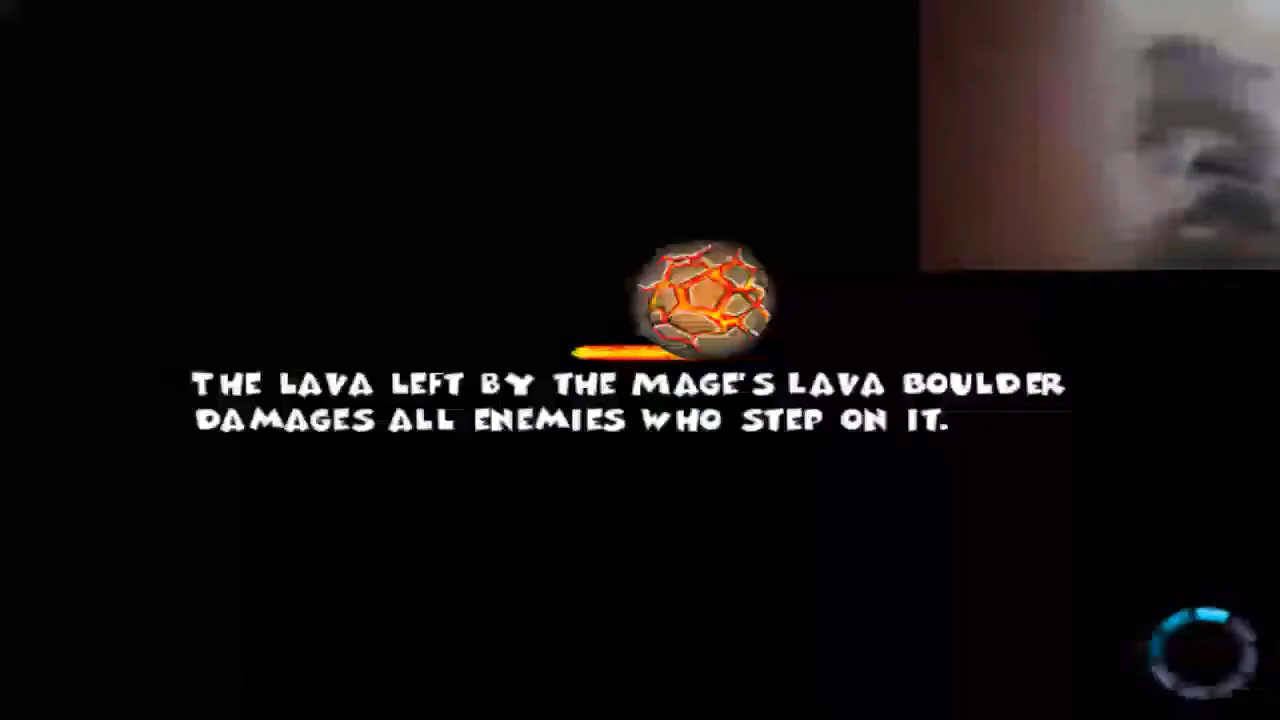 THE LAVA LEFT BY THE MAGE'S LAVA BOULDER
DAMAGES ALL ENEMIES WHO STEP ON IT.